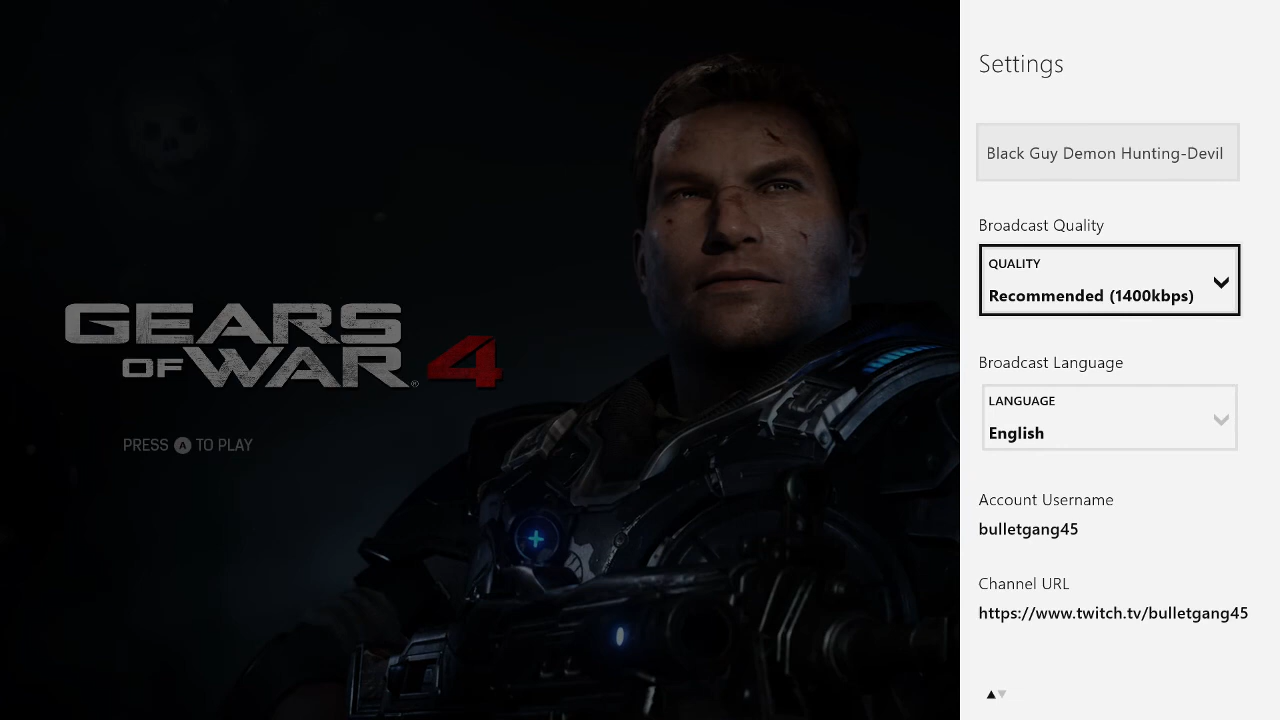 GEARS
OF WAR® 4
PRESS A TO PLAY
Settings
Black Guy Demon Hunting-Devil
Broadcast Quality
QUALITY
Recommended (1400kbps)
Broadcast Language
LANGUAGE
English
Account Username
bulletgang45
Channel URL
https://www.twitch.tv/bulletgang45